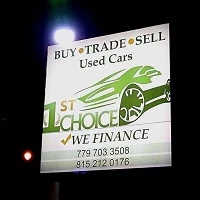 BUY • TRADE • SELL
Used Cars
1ST
CHOICE
WE FINANCE
779 703 3508
815 212 0176